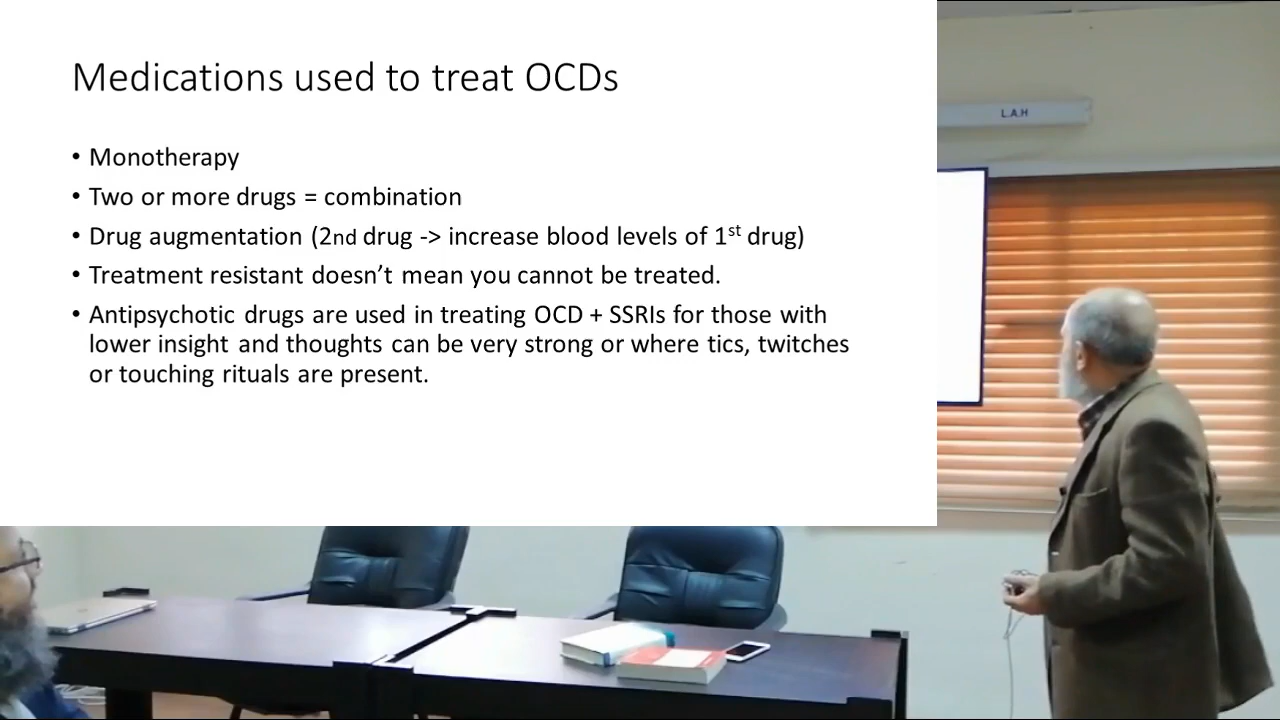 Medications used to treat OCDs
• Monotherapy
• Two or more drugs = combination
• Drug augmentation (2nd drug -> increase blood levels of 1st drug)
• Treatment resistant doesn’t mean you cannot be treated.
• Antipsychotic drugs are used in treating OCD + SSRIs for those with
lower insight and thoughts can be very strong or where tics, twitches
or touching rituals are present.
L.A.H